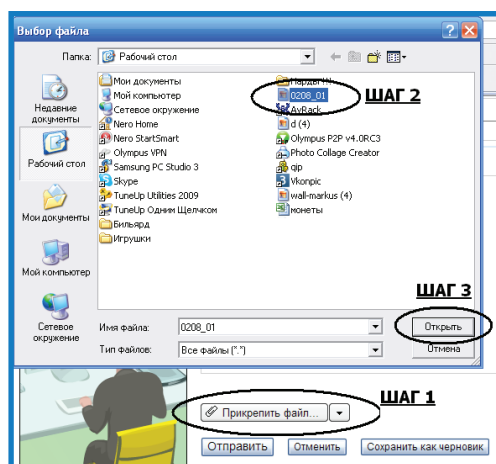 Выбор файла
Папка: Рабочий стол
Недавние документы
Рабочий стол
Мои документы
Мой компьютер
Сетевое окружение
Мои документы
Мой компьютер
Сетевое окружение
Nero Home
Nero StartSmart
Olympus VPN
Samsung PC Studio 3
Skype
TuneUp Utilities 2009
TuneUp Одним Щелчком
Бильярд
Игрушки
0208_01
AvRack
d (4)
Olympus P2P v4.0RC3
Photo Collage Creator
qip
Vkonpic
wall-markus (4)
монеты
ШАГ 2
ШАГ 3
Имя файла: 0208_01
Открыть
Тип файлов: Все файлы (*.*)
Отмена
ШАГ 1
Прикрепить файл...
Отправить Отменить Сохранить как черновик